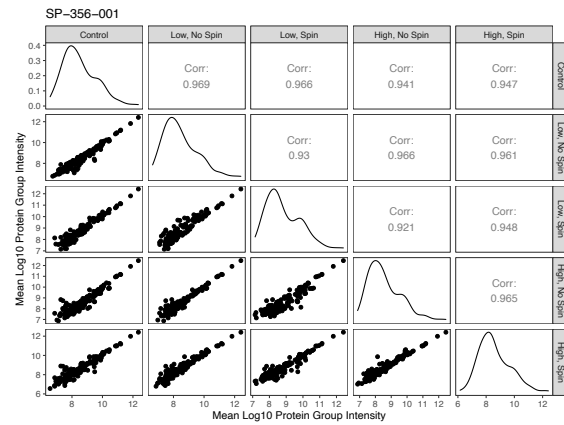 SP−356−001
Control
Low, No Spin
Low, Spin
High, No Spin
High, Spin
0.4
0.3
0.2
0.1
0.0
Corr:
0.969
Corr:
0.966
Corr:
0.941
Corr:
0.947
Control
12
10
8
Corr:
0.93
Corr:
0.966
Corr:
0.961
Low, No Spin
12
11
10
9
8
7
Corr:
0.921
Corr:
0.948
Low, Spin
12
11
10
9
8
7
Corr:
0.965
High, No Spin
12
10
8
6
High, Spin
8
10
12
8
10
12
7
8
9
10
11
12
7
8
9
10
11
12
6
8
10
12
Mean Log10 Protein Group Intensity
Mean Log10 Protein Group Intensity